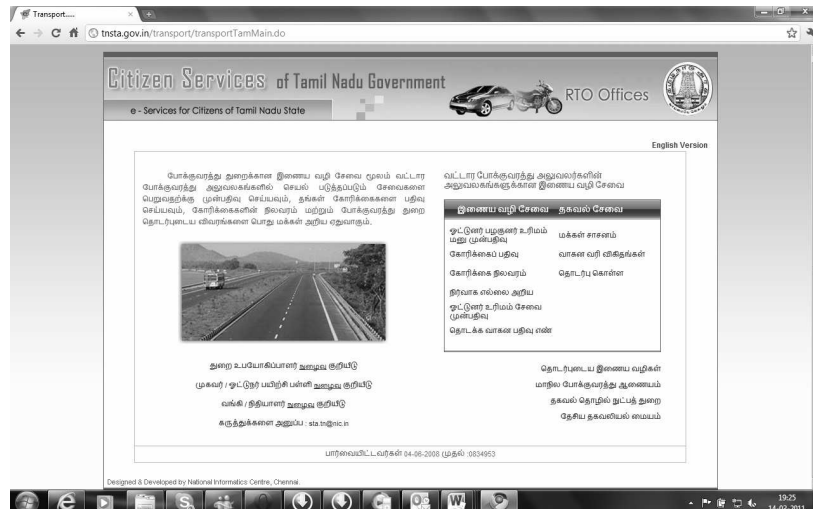 Transport.....
tnsta.gov.in/transport/transportTamMain.do
Citizen Services of Tamil Nadu Government
RTO Offices
e - Services for Citizens of Tamil Nadu State
English Version
போக்குவரத்து துறைக்கான இணைய வழி சேவை மூலம் வட்டார
போக்குவரத்து அலுவலகங்களில் செயல் படுத்தப்படும் சேவைகளை
பெறுவதற்க்கு முன்பதிவு செய்யவும், தங்கள் கோரிக்கைகளை பதிவு
செய்யவும், கோரிக்கைகளின் நிலவரம் மற்றும் போக்குவரத்து துறை
தொடர்புடைய விவரங்களை பொது மக்கள் அறிய ஏதுவாகும்.
வட்டார போக்குவரத்து அலுவலர்களின்
அலுவலகங்களுக்கான இணைய வழி சேவை
இணைய வழி சேவை தகவல் சேவை
ஓட்டுனர் பழகுனர் உரிமம்
மனு முன்பதிவு
மக்கள் சாசனம்
கோரிக்கைப் பதிவு வாகன வரி விகிதங்கள்
கோரிக்கை நிலவரம் தொடர்பு கொள்ள
நிர்வாக எல்லை அறிய
ஓட்டுனர் உரிமம் சேவை
முன்பதிவு
தொடக்க வாகன பதிவு எண்
துறை உபயோகிப்பாளர் நுழைவு குறியீடு
முகவர் / ஓட்டுநர் பயிற்சி பள்ளி நுழைவு குறியீடு
வங்கி / நிதியாளர் நுழைவு குறியீடு
கருத்துக்களை அனுப்ப : sta.tn@nic.in
தொடர்புடைய இணைய வழிகள்
மாநில போக்குவரத்து ஆணையம்
தகவல் தொழில் நுட்பத் துறை
தேசிய தகவலியல் மையம்
பார்வையிட்டவர்கள் 04-06-2008 முதல் :0834953
Designed & Developed by National Informatics Centre, Chennai.
19:25
14-02-2011